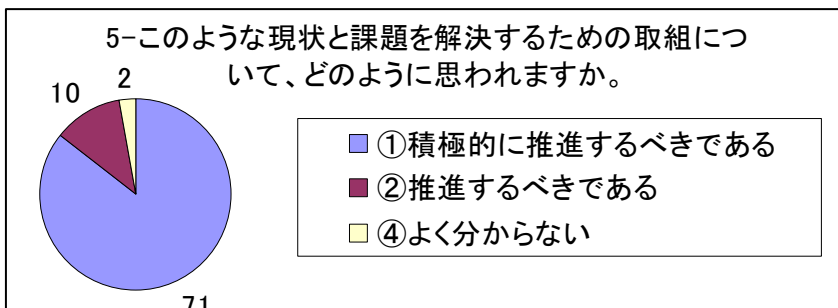 5-このような現状と課題を解決するための取組につ
いて、どのように思われますか。
10
2
①積極的に推進するべきである
②推進するべきである
④よく分からない
71